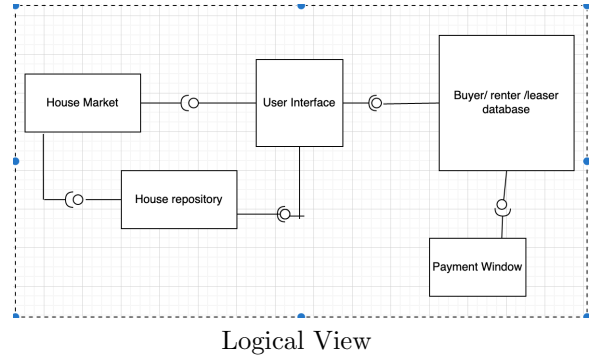 House Market
User Interface
Buyer/ renter /leaser
database
House repository
Payment Window
Logical View